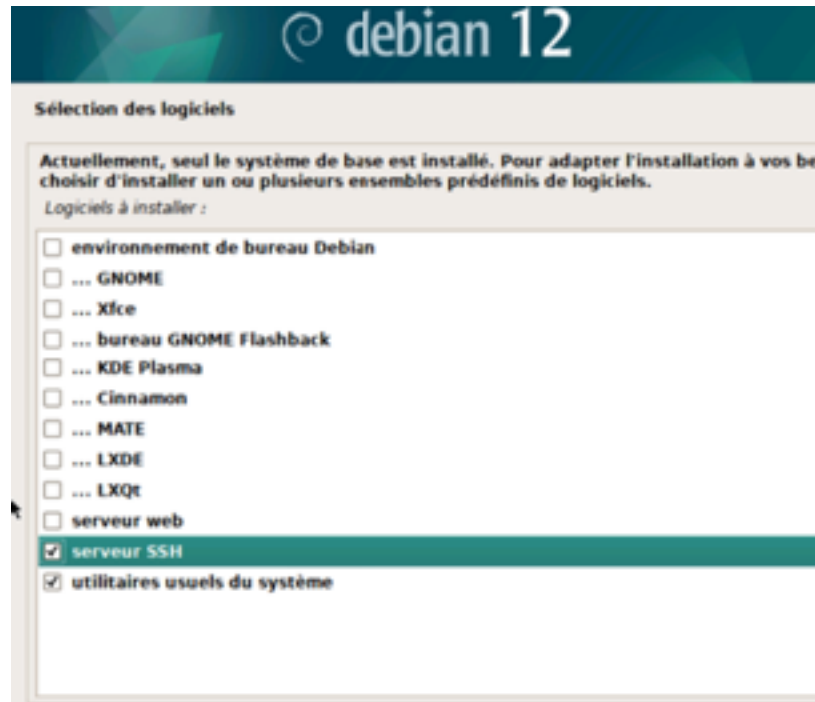 debian 12
Sélection des logiciels
Actuellement, seul le système de base est installé. Pour adapter l'installation à vos be
choisir d'installer un ou plusieurs ensembles prédéfinis de logiciels.
Logiciels à installer :
environnement de bureau Debian
... GNOME
... Xfce
... bureau GNOME Flashback
... KDE Plasma
... Cinnamon
... MATE
... LXDE
... LXQt
serveur web
serveur SSH
utilitaires usuels du système